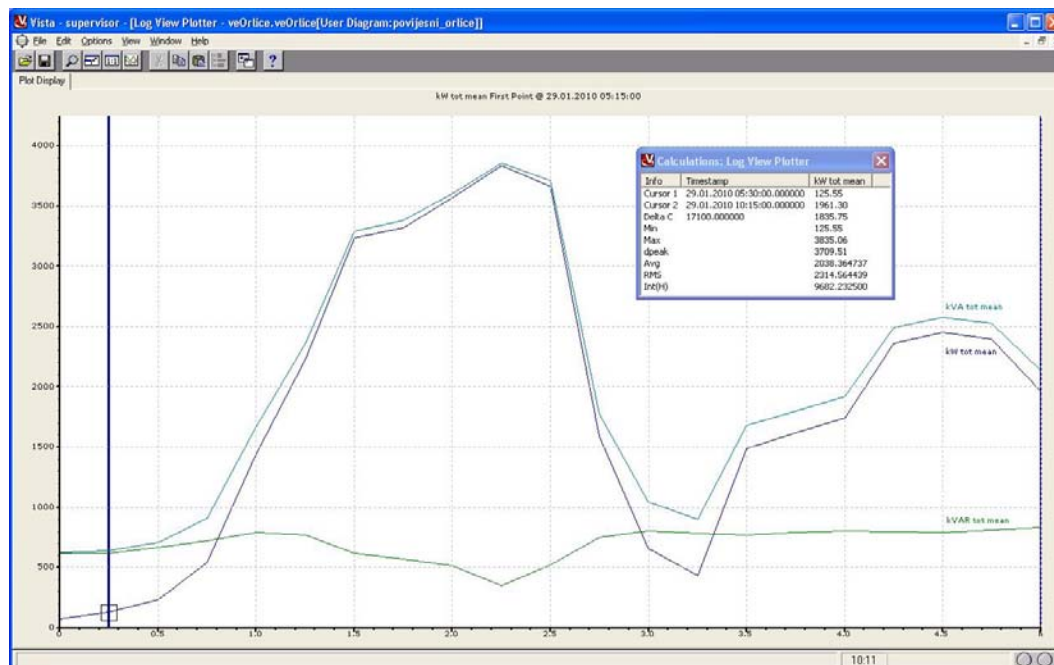 Vista - supervisor - [Log View Plotter - veOrlice.veOrlice[User Diagram:povijesni_orlice]]
File Edit Options View Window Help
Plot Display
kW tot mean First Point @ 29.01.2010 05:15:00
4000
3500
3000
2500
2000
1500
1000
500
0
Calculations: Log View Plotter
Info Timestamp kW tot mean
Cursor 1 29.01.2010 05:30:00.000000 125.55
Cursor 2 29.01.2010 10:15:00.000000 1961.30
Delta C 17100.000000 1835.75
Min 125.55
Max 3835.06
dpeak 3709.51
Avg 2038.364737
RMS 2314.564439
Int(H) 9682.232500
kVA tot mean
kW tot mean
kVAR tot mean
0 0.5 1.0 1.5 2.0 2.5 3.0 3.5 4.0 4.5
10:11